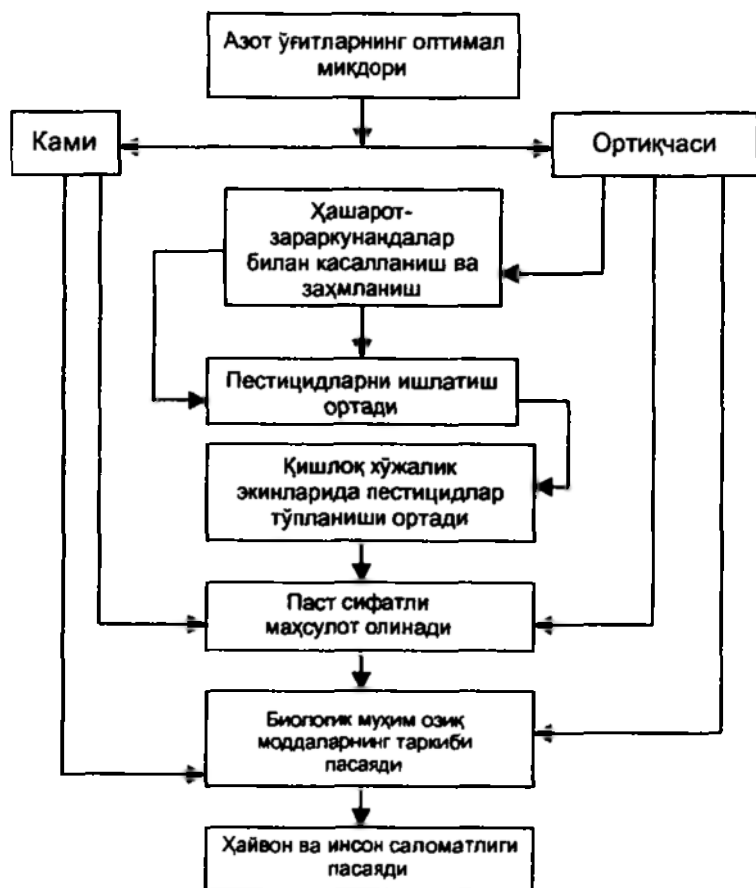 Азот ўғитларнинг оптимал
миқдори
Ками
Ортиқчаси
Ҳашарот-
зараркунандалар
билан касалланиш ва
заҳмланиш
Пестицидларни ишлатиш
ортади
Қишлоқ хўжалик
экинларида пестицидлар
тўпланиши ортади
Паст сифатли
маҳсулот олинади
Биологик муҳим озиқ
моддаларнинг таркиби
пасаяди
Ҳайвон ва инсон саломатлиги
пасаяди